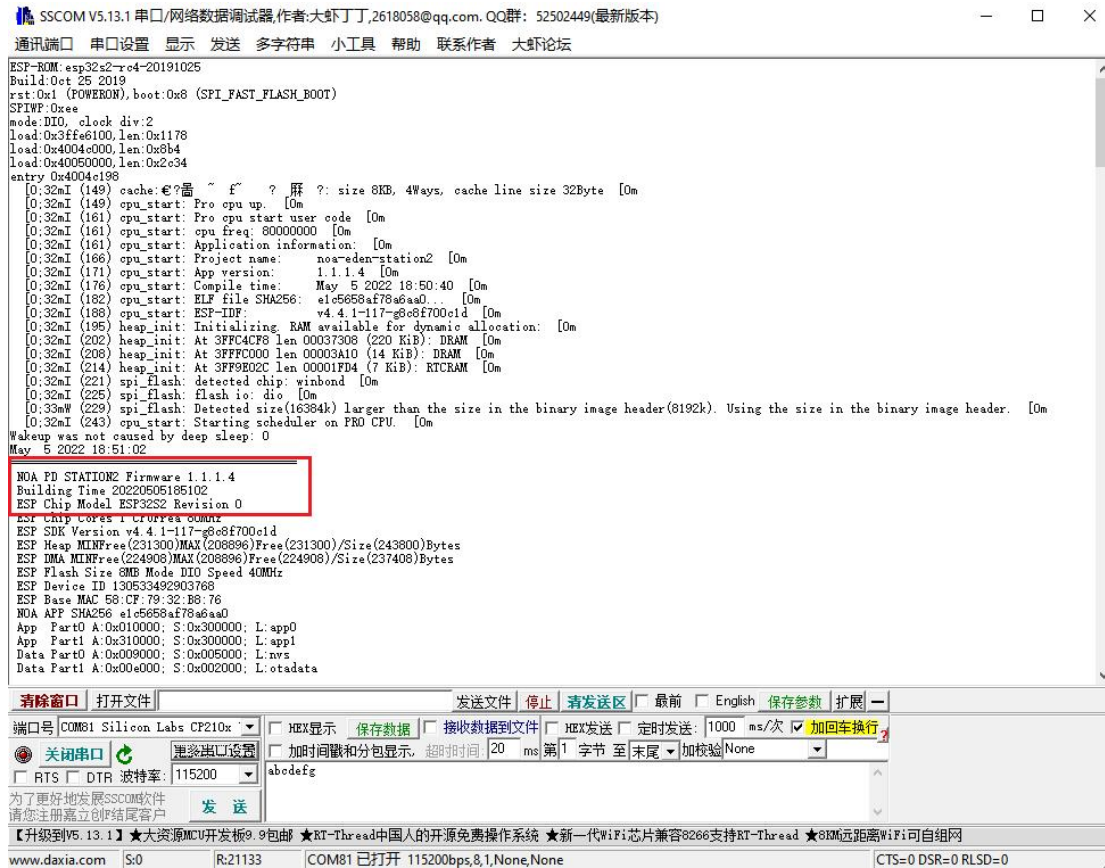 SSCOM V5.13.1 串口/网络数据调试器,作者:大虾丁丁,2618058@qq.com. QQ群: 52502449(最新版本)
通讯端口 串口设置 显示 发送 多字符串 小工具 帮助 联系作者 大虾论坛
ESP-ROM:esp32s2-rc4-20191025
Build:Oct 25 2019
rst:0x1 (POWERON),boot:0x8 (SPI_FAST_FLASH_BOOT)
SPIWP:0xee
mode:DIO, clock div:2
load:0x3ffe6100,len:0x1178
load:0x4004c000,len:0x8b4
load:0x40050000,len:0x2c34
entry 0x4004c198
[0;32mI (149) cache: size 8KB, 4Ways, cache line size 32Byte [0m
[0;32mI (149) cpu_start: Pro cpu up. [0m
[0;32mI (161) cpu_start: Pro cpu start user code [0m
[0;32mI (161) cpu_start: cpu freq: 80000000 [0m
[0;32mI (161) cpu_start: Application information: [0m
[0;32mI (166) cpu_start: Project name: noa-eden-station2 [0m
[0;32mI (171) cpu_start: App version: 1.1.1.4 [0m
[0;32mI (176) cpu_start: Compile time: May 5 2022 18:50:40 [0m
[0;32mI (182) cpu_start: ELF file SHA256: e1c5658af78a6aa0... [0m
[0;32mI (188) cpu_start: ESP-IDF: v4.4.1-117-g8c8f700c1d [0m
[0;32mI (195) heap_init: Initializing. RAM available for dynamic allocation: [0m
[0;32mI (202) heap_init: At 3FFC4CF8 len 00037308 (220 KiB): DRAM [0m
[0;32mI (208) heap_init: At 3FFFC000 len 00003A10 (14 KiB): DRAM [0m
[0;32mI (214) heap_init: At 3FF9E02C len 00001FD4 (7 KiB): RTCRAM [0m
[0;32mI (221) spi_flash: detected chip: winbond [0m
[0;32mI (225) spi_flash: flash io: dio [0m
[0;33mW (229) spi_flash: Detected size(16384k) larger than the size in the binary image header(8192k). Using the size in the binary image header. [0m
[0;32mI (243) cpu_start: Starting scheduler on PRO CPU. [0m
Wakeup was not caused by deep sleep: 0
May 5 2022 18:51:02
NOA PD STATION2 Firmware 1.1.1.4
Building Time 20220505185102
ESP Chip Model ESP32S2 Revision 0
ESP Chip Cores 1 80MHz
ESP SDK Version v4.4.1-117-g8c8f700c1d
ESP Heap MINFree(231300)MAX(208896)Free(231300)/Size(243800)Bytes
ESP DMA MINFree(224908)MAX(208896)Free(224908)/Size(237408)Bytes
ESP Flash Size 8MB Mode DIO Speed 40MHz
ESP Device ID 130533492903768
ESP Base MAC 58:CF:79:32:B8:76
NOA APP SHA256 e1c5658af78a6aa0
App Part0 A:0x010000; S:0x300000; L:app0
App Part1 A:0x310000; S:0x300000; L:app1
Data Part0 A:0x009000; S:0x005000; L:nvs
Data Part1 A:0x00e000; S:0x002000; L:otadata
清除窗口 打开文件 发送文件 停止 清发送区 最前 English 保存参数 扩展
端口号 COM81 Silicon Labs CP210x HEX显示 保存数据 接收数据到文件 HEX发送 定时发送: 1000 ms/次 加回车换行
关闭串口 更多串口设置 加时间戳和分包显示, 超时时间: 20 ms 第1 字节 至 末尾 加校验 None
RTS DTR 波特率: 115200 abcdefg
为了更好地发展SSCOM软件
请您注册嘉立创F结尾客户 发 送
【升级到V5.13.1】★大资源MCU开发板9.9包邮 ★RT-Thread中国人的开源免费操作系统 ★新一代WiFi芯片兼容8266支持RT-Thread ★8KM远距离WiFi可自组网
www.daxia.com S:0 R:21133 COM81 已打开 115200bps,8,1,None,None CTS=0 DSR=0 RLSD=0